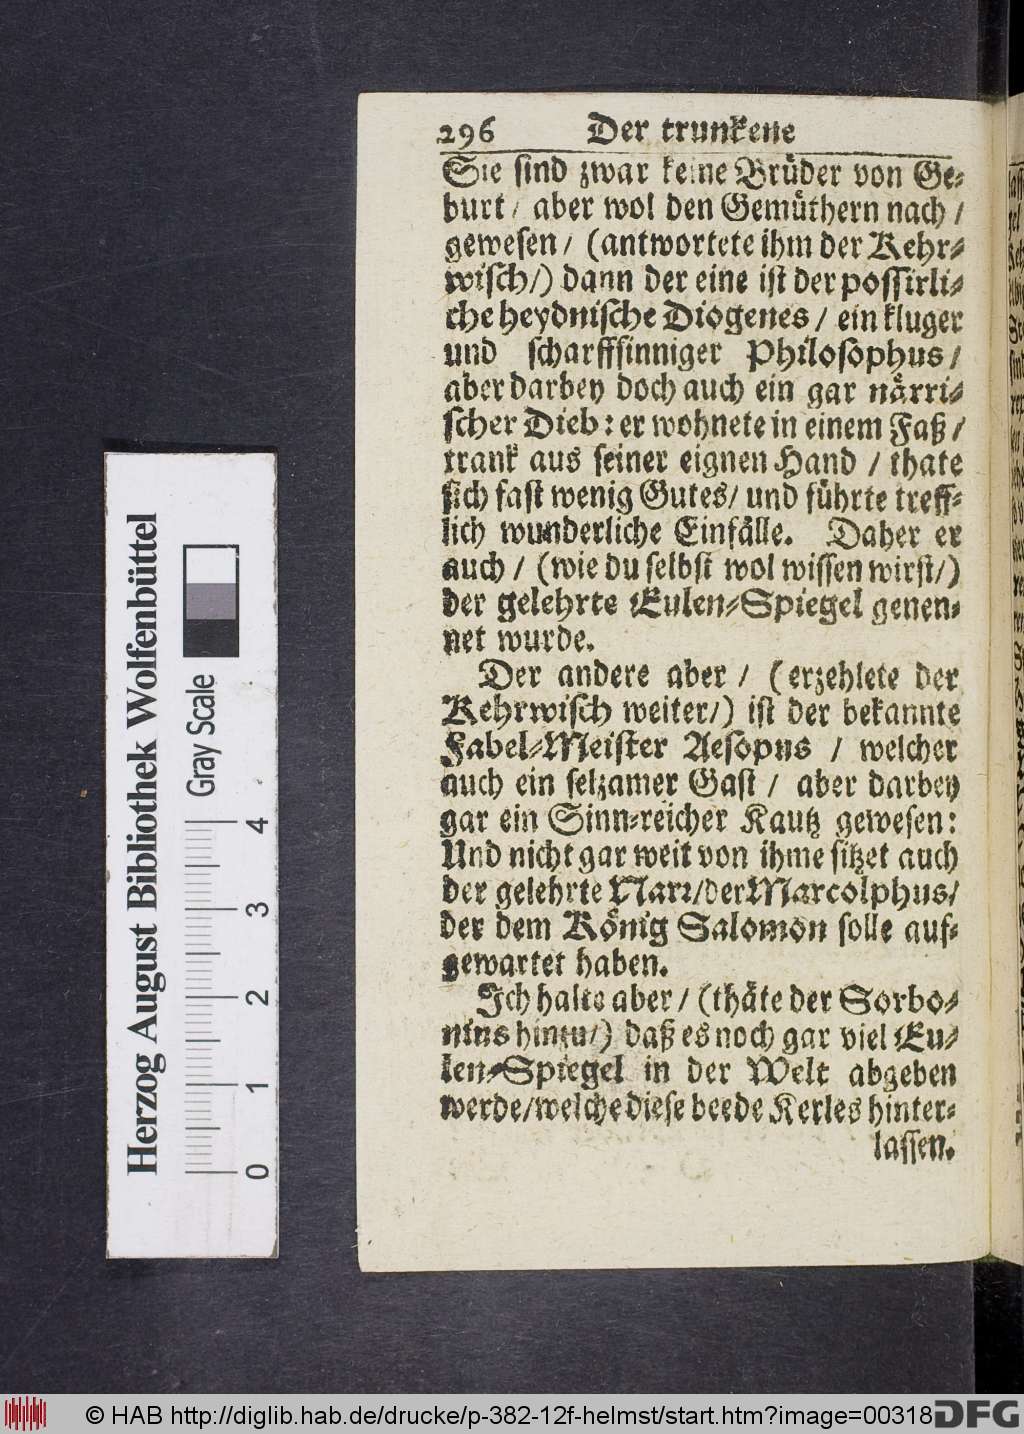 296 Der trunkene
Sie sind zwar keine Brüder von Ge⸗
burt / aber wol den Gemüthern nach /
gewesen / (antwortete ihm der Kehr⸗
wisch/) dann der eine ist der possirli⸗
che heydnische Diogenes / ein kluger
und scharffsinniger Philosophus /
aber darbey doch auch ein gar närri⸗
scher Dieb: er wohnete in einem Faß /
trank aus seiner eignen Hand / thate
sich fast wenig Gutes / und führte treff⸗
lich wunderliche Einfälle. Daher er
auch / (wie du selbst wol wissen wirst/)
der gelehrte Eulen⸗Spiegel genen⸗
net wurde.
Der andere aber / (erzehlete der
Kehrwisch weiter/) ist der bekannte
Fabel⸗Meister Aesopus / welcher
auch ein selzamer Gast / aber darbey
gar ein Sinn⸗reicher Kautz gewesen:
Und nicht gar weit von ihme sitzet auch
der gelehrte Narr/der Marcolphus/
der dem König Salomon solle auf⸗
gewartet haben.
Ich halte aber / (thäte der Sorbo⸗
nius hinzu/) daß es noch gar viel Eu⸗
len⸗Spiegel in der Welt abgeben
werde/welche diese beede Kerles hinter⸗
lassen.
Herzog August Bibliothek Wolfenbüttel
Gray Scale
0 1 2 3 4
© HAB http://diglib.hab.de/drucke/p-382-12f-helmst/start.htm?image=00318
DFG